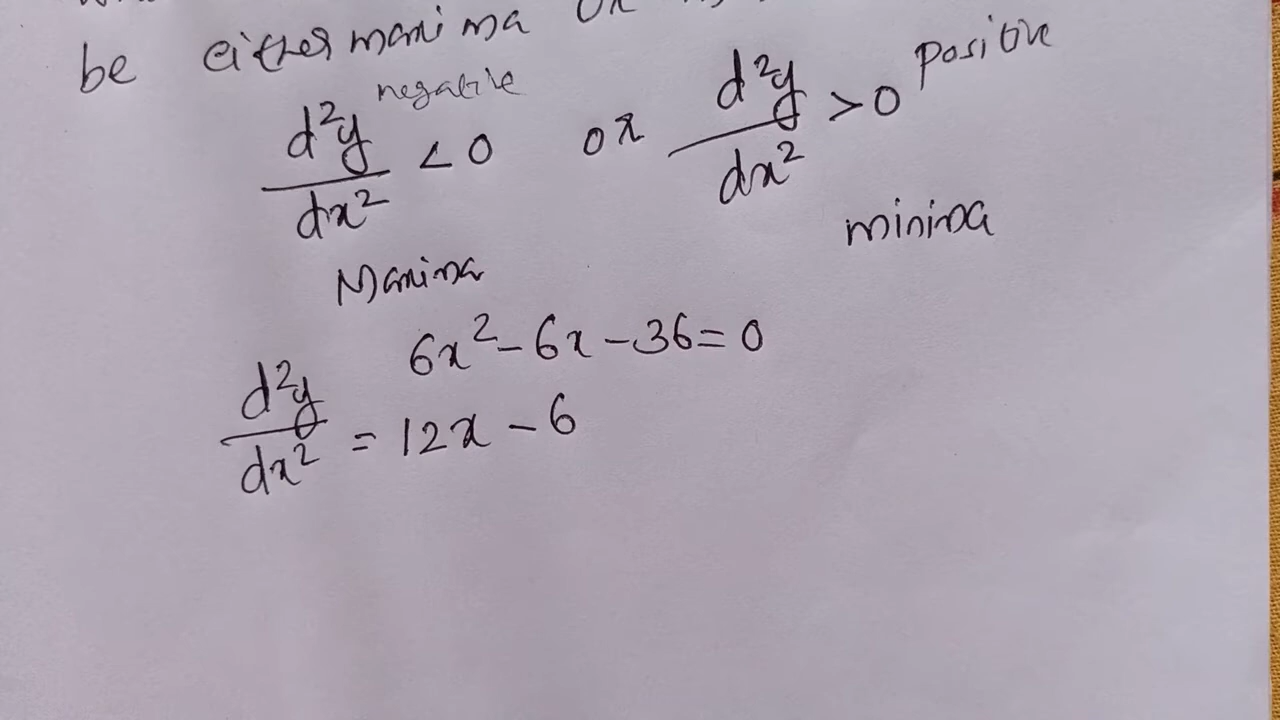 be either maxima or
negative positive
d²y/dx² < 0 or d²y/dx² > 0
Maxima minima
6x² - 6x - 36 = 0
d²y/dx² = 12x - 6